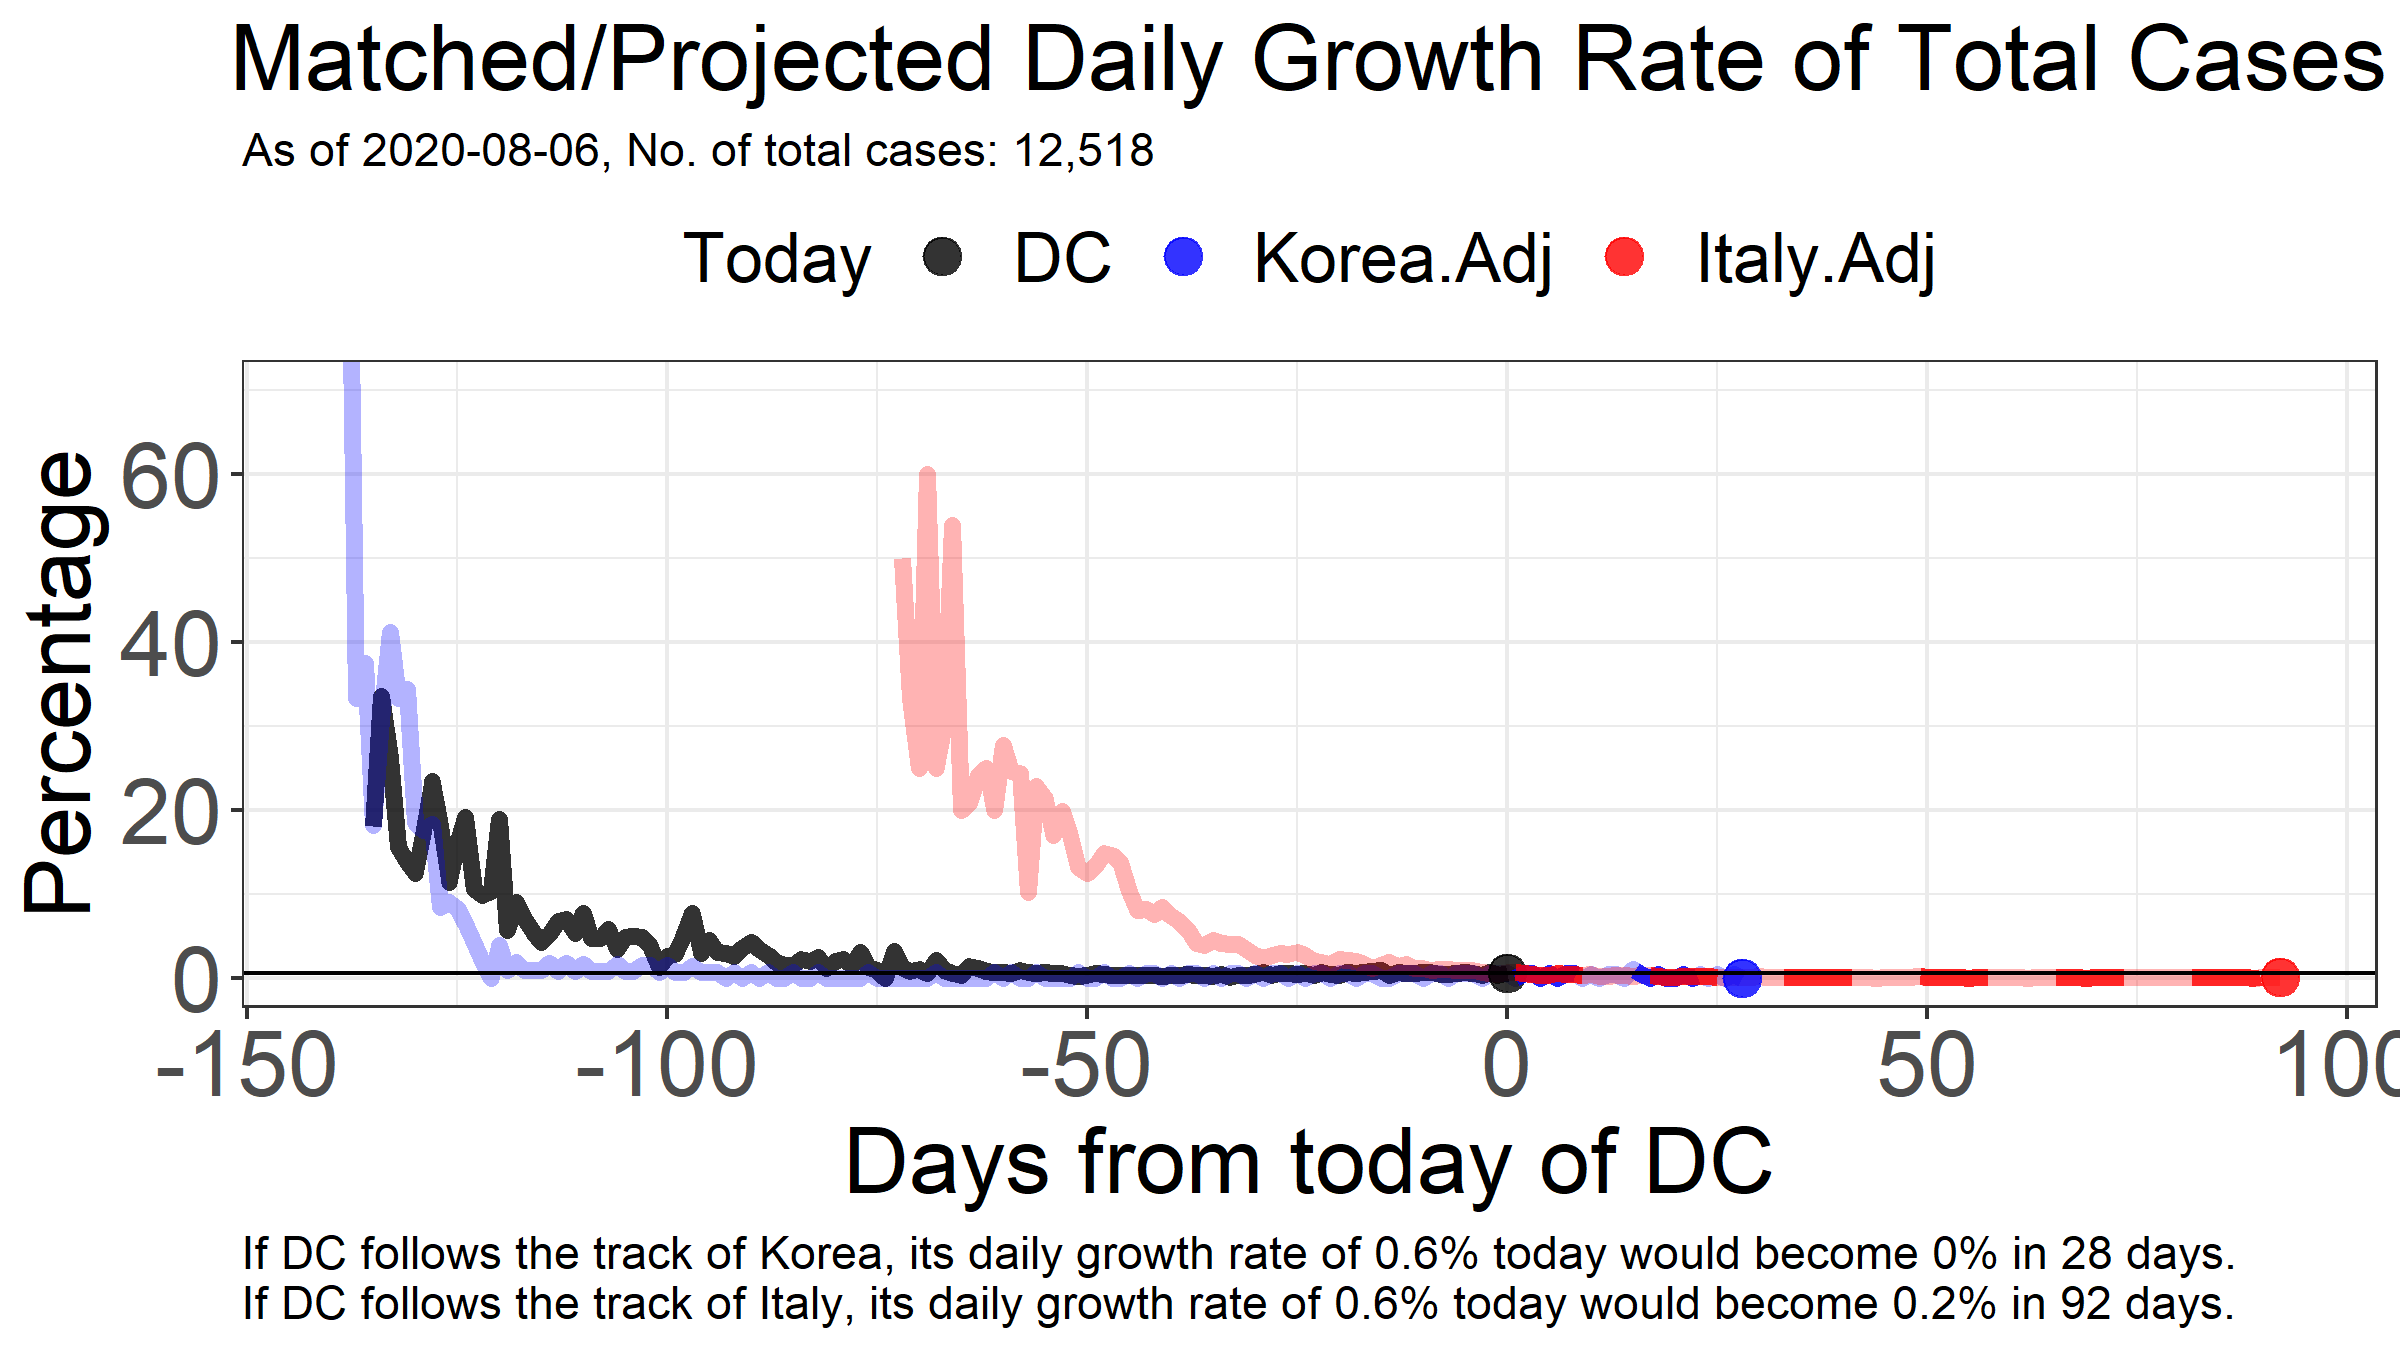 Matched/Projected Daily Growth Rate of Total Cases
As of 2020-08-06, No. of total cases: 12,518
Today DC Korea.Adj Italy.Adj
Percentage
60
40
20
0
-150 -100 -50 0 50 100
Days from today of DC
If DC follows the track of Korea, its daily growth rate of 0.6% today would become 0% in 28 days.
If DC follows the track of Italy, its daily growth rate of 0.6% today would become 0.2% in 92 days.